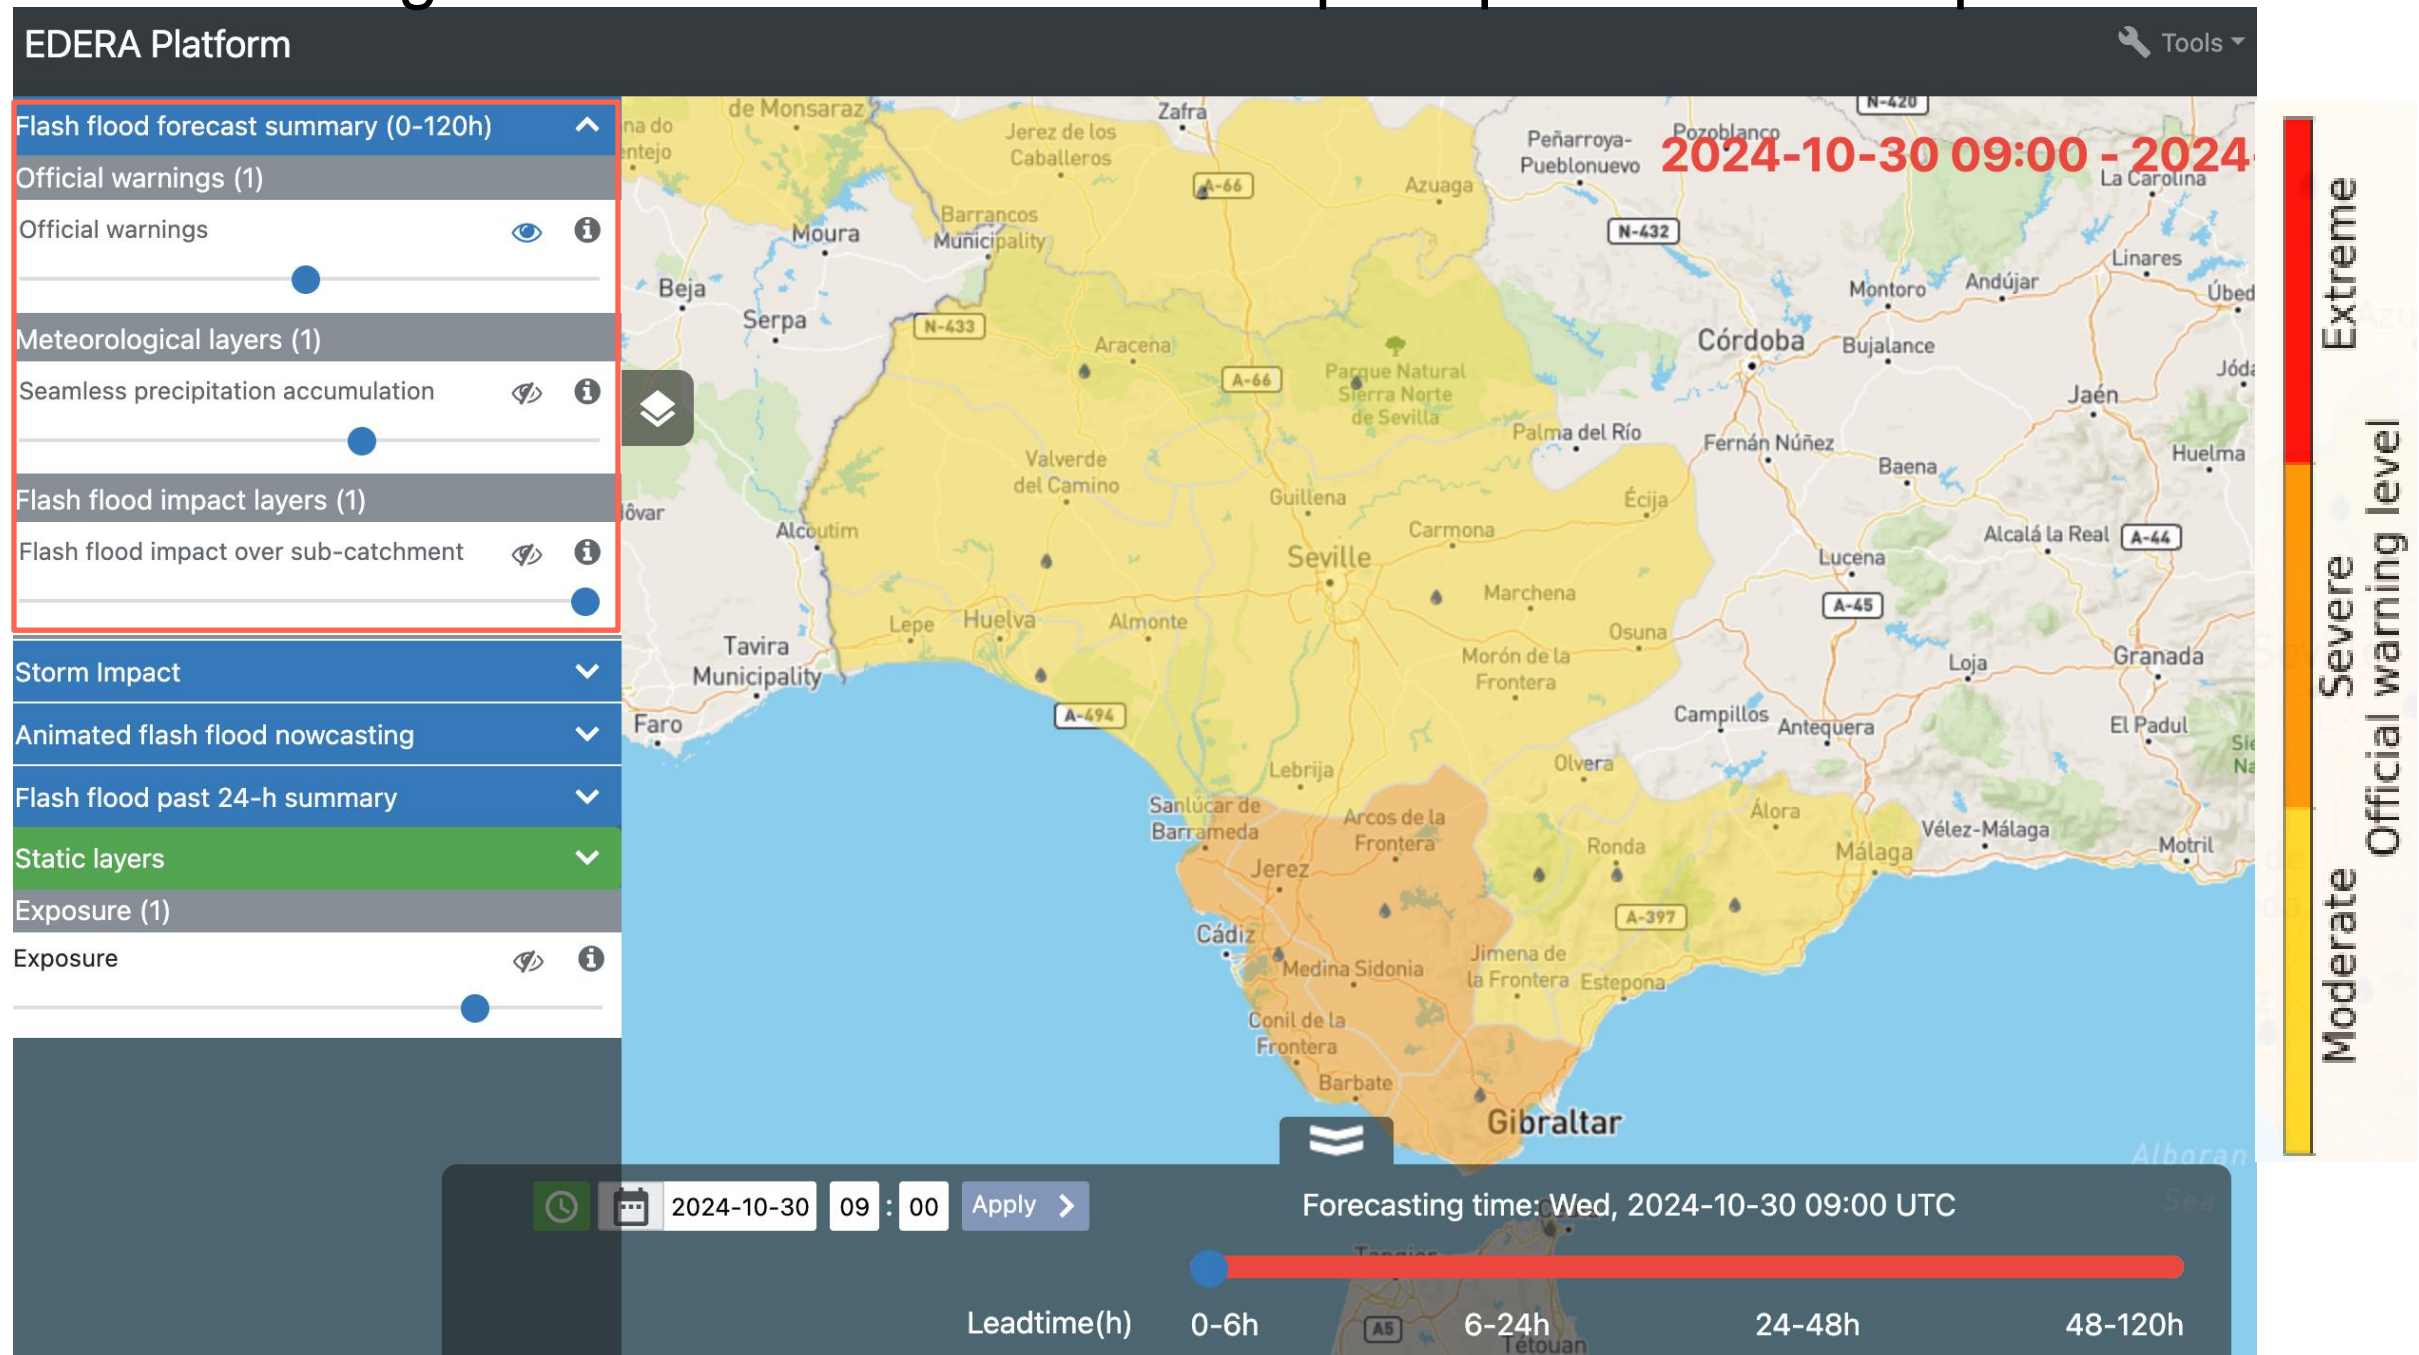 EDERA Platform
Tools
Flash flood forecast summary (0-120h)
Official warnings (1)
Official warnings
Meteorological layers (1)
Seamless precipitation accumulation
Flash flood impact layers (1)
Flash flood impact over sub-catchment
Storm Impact
Animated flash flood nowcasting
Flash flood past 24-h summary
Static layers
Exposure (1)
Exposure
2024-10-30 09:00 - 2024-
de Monsaraz
Zafra
N-420
Jerez de los
Caballeros
Peñarroya-
Pueblonuevo
Pozoblanco
La Carolina
A-66
Azuaga
Barrancos
Municipality
Moura
N-432
Linares
Beja
Montoro
Andújar
Serpa
N-433
Aracena
Córdoba
Bujalance
A-66
Parque Natural
Sierra Norte
de Sevilla
Jaén
Palma del Río
Fernán Núñez
Huelma
Valverde
del Camino
Baena
Guillena
Écija
Alcoutim
Carmona
Alcalá la Real
A-44
Seville
Lucena
Marchena
A-45
Lepe
Huelva
Almonte
Osuna
Tavira
Municipality
Morón de la
Frontera
Loja
Granada
Faro
A-494
Campillos
Antequera
El Padul
Lebrija
Olvera
Sanlúcar de
Barrameda
Arcos de la
Frontera
Álora
Vélez-Málaga
Motril
Ronda
Málaga
Jerez
A-397
Cádiz
Medina Sidonia
Jimena de
la Frontera
Estepona
Conil de la
Frontera
Barbate
Gibraltar
Alboran
Sea
2024-10-30
09 : 00
Apply
Forecasting time: Wed, 2024-10-30 09:00 UTC
A5
Tétouan
Leadtime(h)
0-6h
6-24h
24-48h
48-120h
Extreme
Severe
Moderate
Official warning level